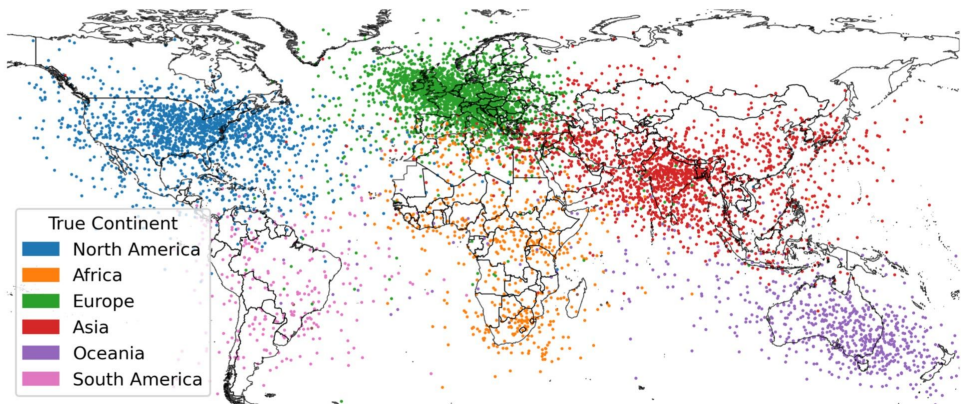 True Continent
North America
Africa
Europe
Asia
Oceania
South America